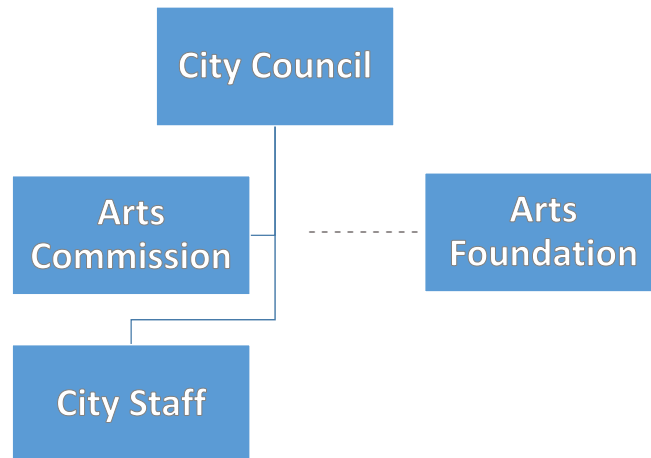 City Council
Arts
Commission
Arts
Foundation
City Staff